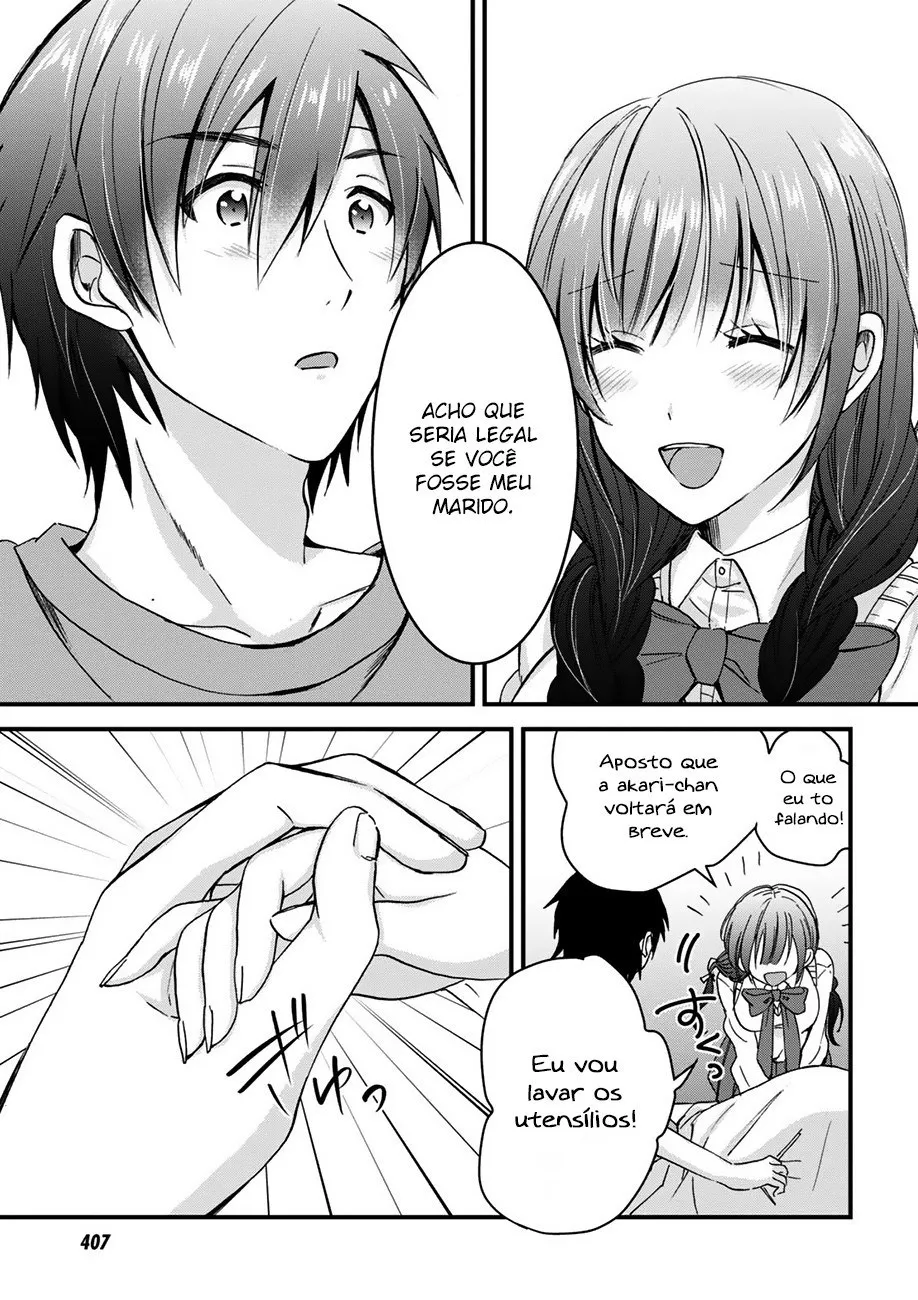 ACHO QUE
SERIA LEGAL
SE VOCÊ
FOSSE MEU
MARIDO.
O que
eu to
falando!
Aposto que
a akari-chan
voltará em
Breve.
すくっ
Eu vou
lavar os
utensílios!
ぎゅっ
407